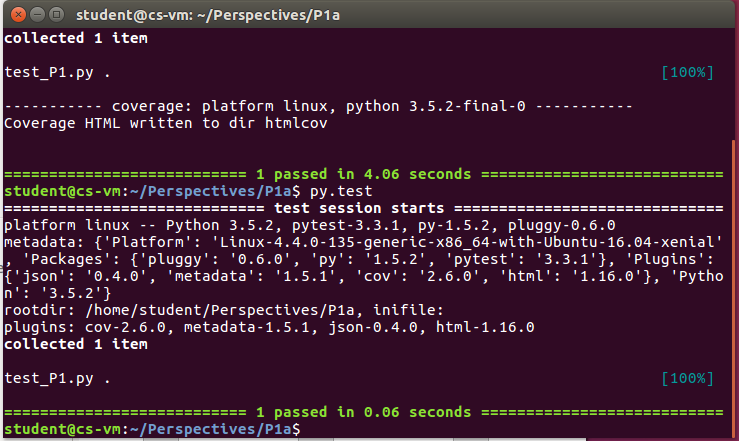 student@cs-vm: ~/Perspectives/P1a
collected 1 item
test_P1.py . [100%]
----------- coverage: platform linux, python 3.5.2-final-0 -----------
Coverage HTML written to dir htmlcov
=========================== 1 passed in 4.06 seconds ===========================
student@cs-vm:~/Perspectives/P1a$ py.test
============================= test session starts ==============================
platform linux -- Python 3.5.2, pytest-3.3.1, py-1.5.2, pluggy-0.6.0
metadata: {'Platform': 'Linux-4.4.0-135-generic-x86_64-with-Ubuntu-16.04-xenial'
, 'Packages': {'pluggy': '0.6.0', 'py': '1.5.2', 'pytest': '3.3.1'}, 'Plugins':
{'json': '0.4.0', 'metadata': '1.5.1', 'cov': '2.6.0', 'html': '1.16.0'}, 'Pytho
n': '3.5.2'}
rootdir: /home/student/Perspectives/P1a, inifile:
plugins: cov-2.6.0, metadata-1.5.1, json-0.4.0, html-1.16.0
collected 1 item
test_P1.py . [100%]
=========================== 1 passed in 0.06 seconds ===========================
student@cs-vm:~/Perspectives/P1a$